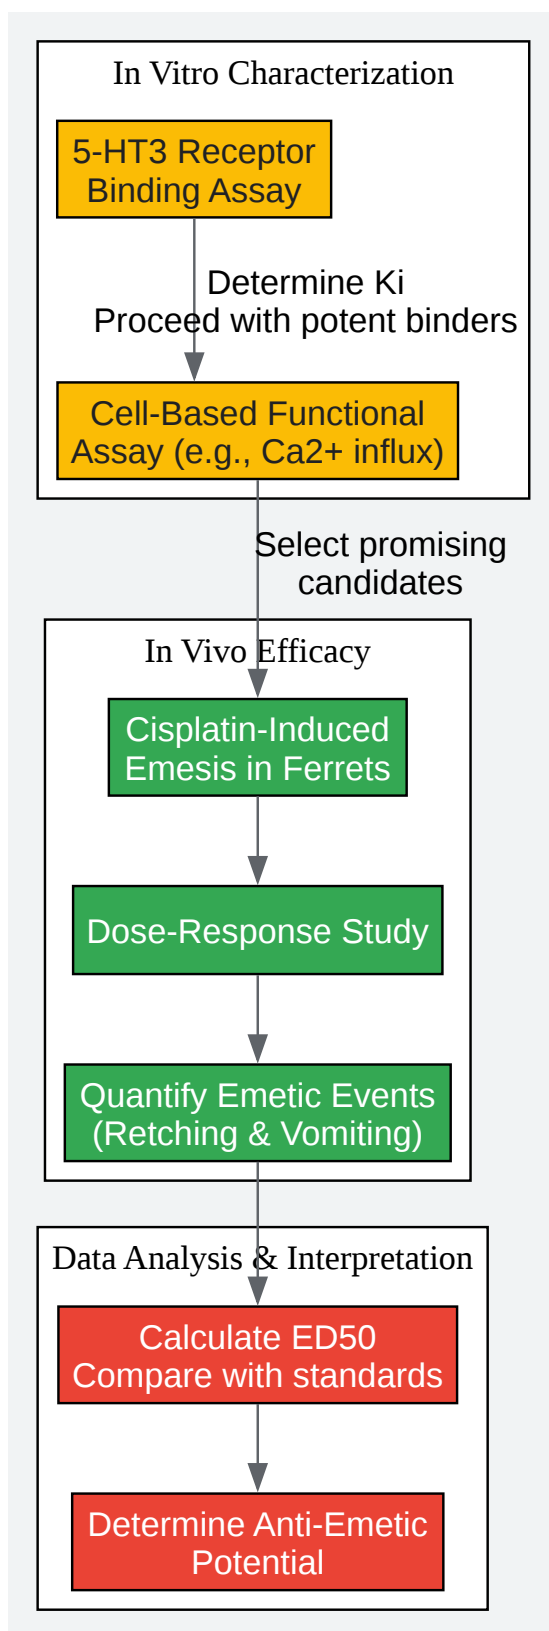 In Vitro Characterization
5-HT3 Receptor
Binding Assay
Determine Ki
Proceed with potent binders
Cell-Based Functional
Assay (e.g., Ca2+ influx)
Select promising
candidates
In Vivo Efficacy
Cisplatin-Induced
Emesis in Ferrets
Dose-Response Study
Quantify Emetic Events
(Retching & Vomiting)
Data Analysis & Interpretation
Calculate ED50
Compare with standards
Determine Anti-Emetic
Potential